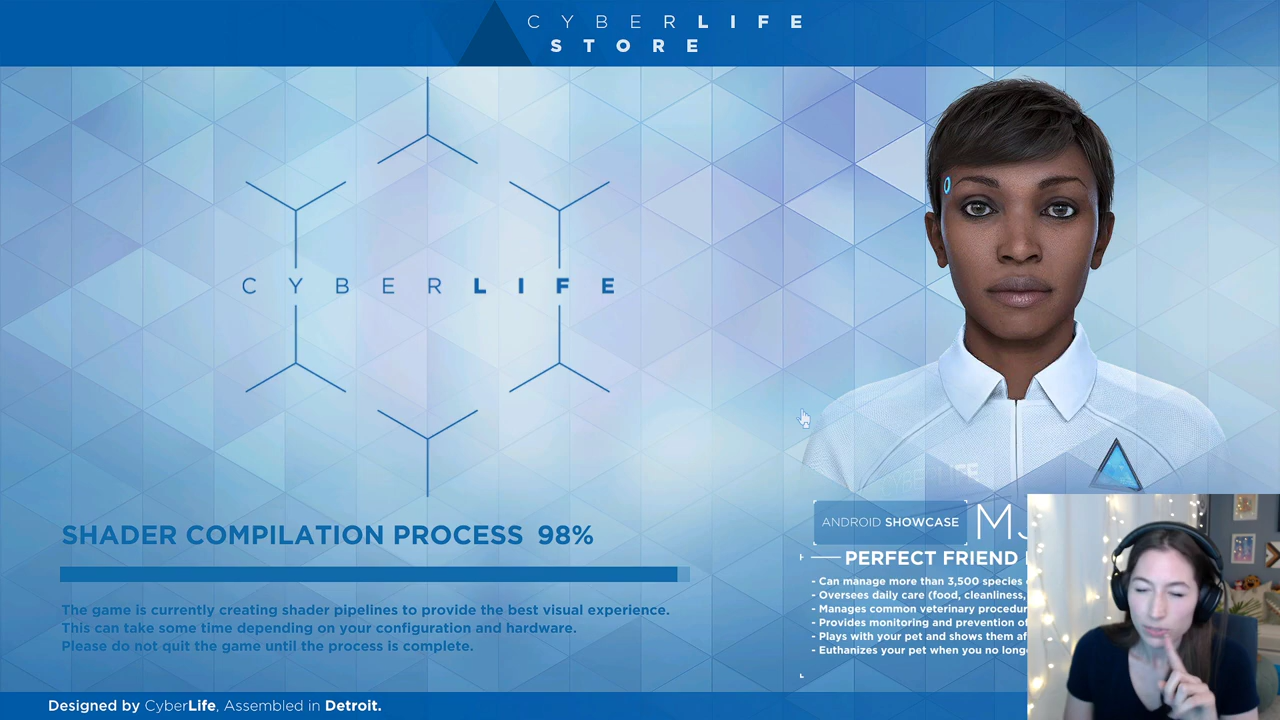 CYBERLIFE
STORE
CYBERLIFE
SHADER COMPILATION PROCESS 98%
The game is currently creating shader pipelines to provide the best visual experience.
This can take some time depending on your configuration and hardware.
Please do not quit the game until the process is complete.
CYBERLIFE
ANDROID SHOWCASE
PERFECT FRIEND
- Can manage more than 3,500 species
- Oversees daily care (food, cleanliness,
- Manages common veterinary
- Provides monitoring and prevention of
- Plays with your pet and shows them
- Euthanizes your pet when you no
Designed by CyberLife, Assembled in Detroit.